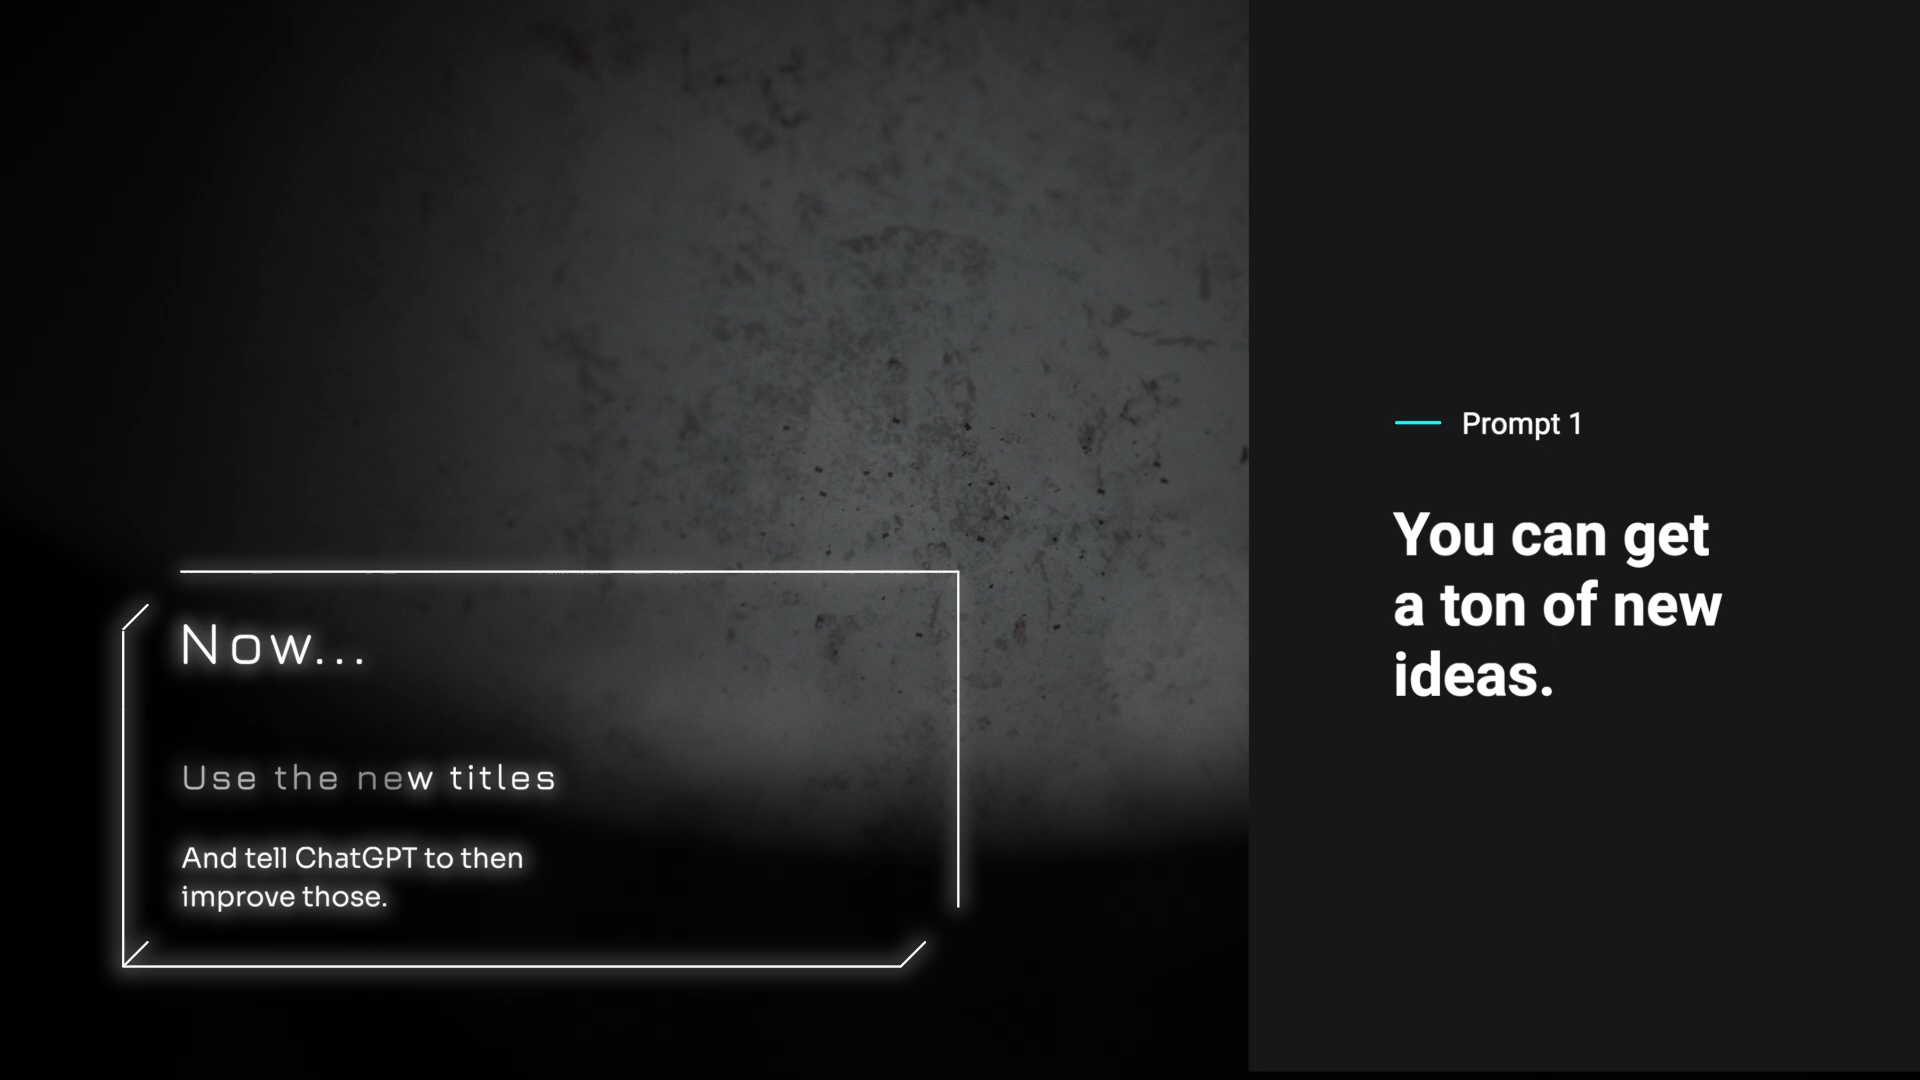 Now...
Use the new titles
And tell ChatGPT to then
improve those.
Prompt 1
You can get
a ton of new
ideas.